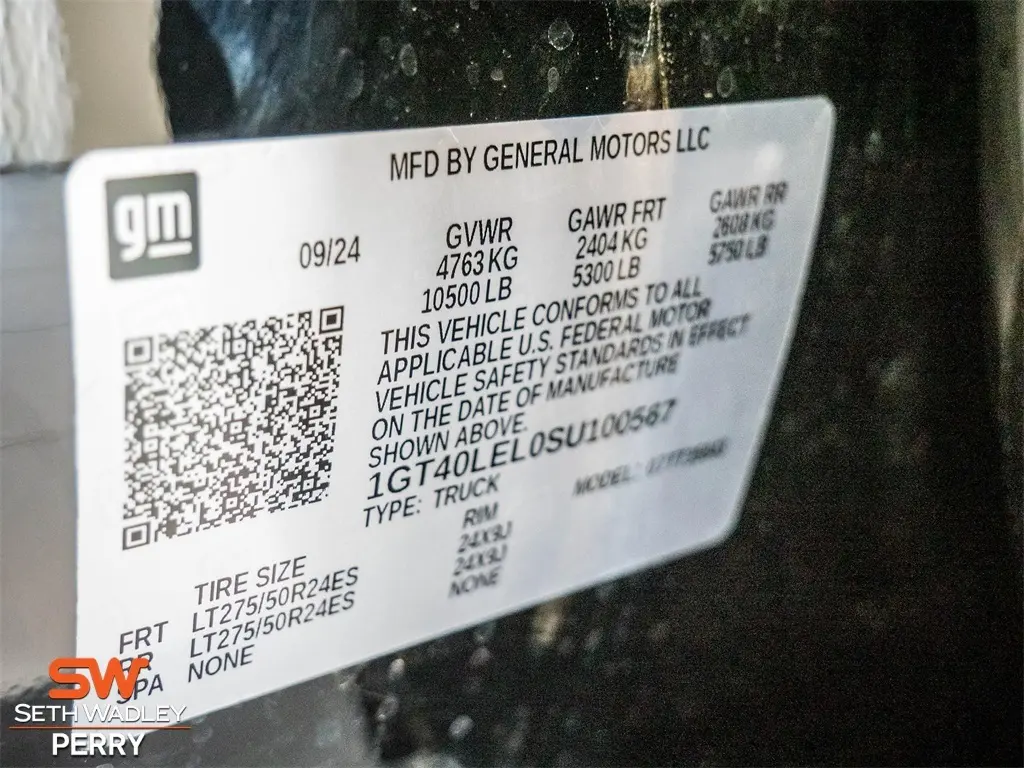 MFD BY GENERAL MOTORS LLC
gm
09/24
GVWR
4763 KG
10500 LB
GAWR FRT
2404 KG
5300 LB
GAWR RR
2608 KG
5750 LB
THIS VEHICLE CONFORMS TO ALL
APPLICABLE U.S. FEDERAL MOTOR
VEHICLE SAFETY STANDARDS IN EFFECT
ON THE DATE OF MANUFACTURE
SHOWN ABOVE.
1GT40LEL0SU100567
TYPE: TRUCK
MODEL:
TIRE SIZE
RIM
FRT LT275/50R24ES 24X9J
RR LT275/50R24ES 24X9J
SPA NONE NONE
SW
SETH WADLEY
PERRY